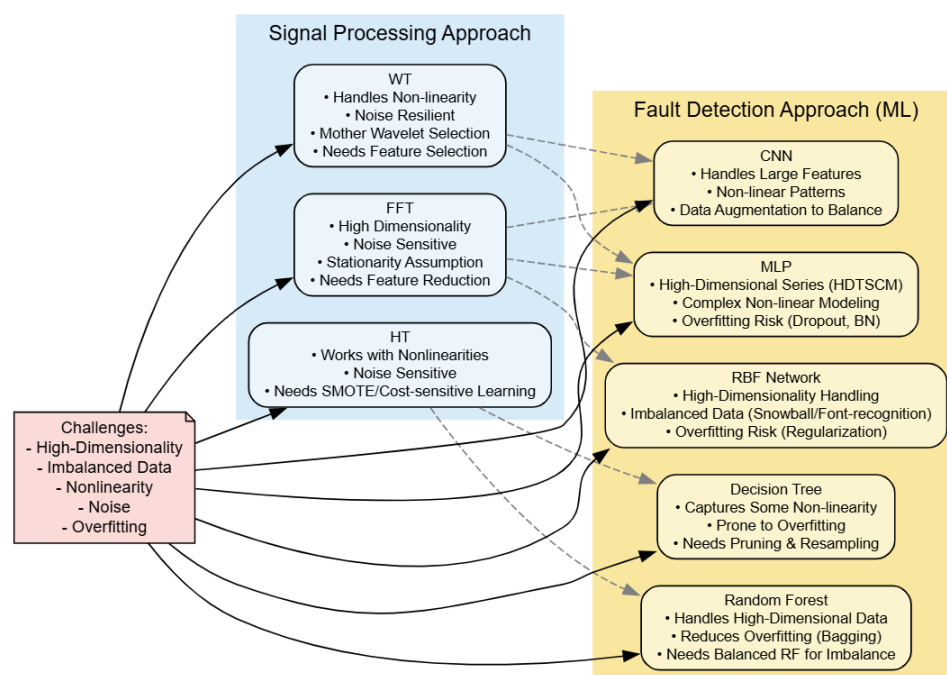 Signal Processing Approach
WT
• Handles Non-linearity
• Noise Resilient
• Mother Wavelet Selection
• Needs Feature Selection
FFT
• High Dimensionality
• Noise Sensitive
• Stationarity Assumption
• Needs Feature Reduction
HT
• Works with Nonlinearities
• Noise Sensitive
• Needs SMOTE/Cost-sensitive Learning
Challenges:
- High-Dimensionality
- Imbalanced Data
- Nonlinearity
- Noise
- Overfitting
Fault Detection Approach (ML)
CNN
• Handles Large Features
• Non-linear Patterns
• Data Augmentation to Balance
MLP
• High-Dimensional Series (HDTSCM)
• Complex Non-linear Modeling
• Overfitting Risk (Dropout, BN)
RBF Network
• High-Dimensionality Handling
• Imbalanced Data (Snowball/Font-recognition)
• Overfitting Risk (Regularization)
Decision Tree
• Captures Some Non-linearity
• Prone to Overfitting
• Needs Pruning & Resampling
Random Forest
• Handles High-Dimensional Data
• Reduces Overfitting (Bagging)
• Needs Balanced RF for Imbalance